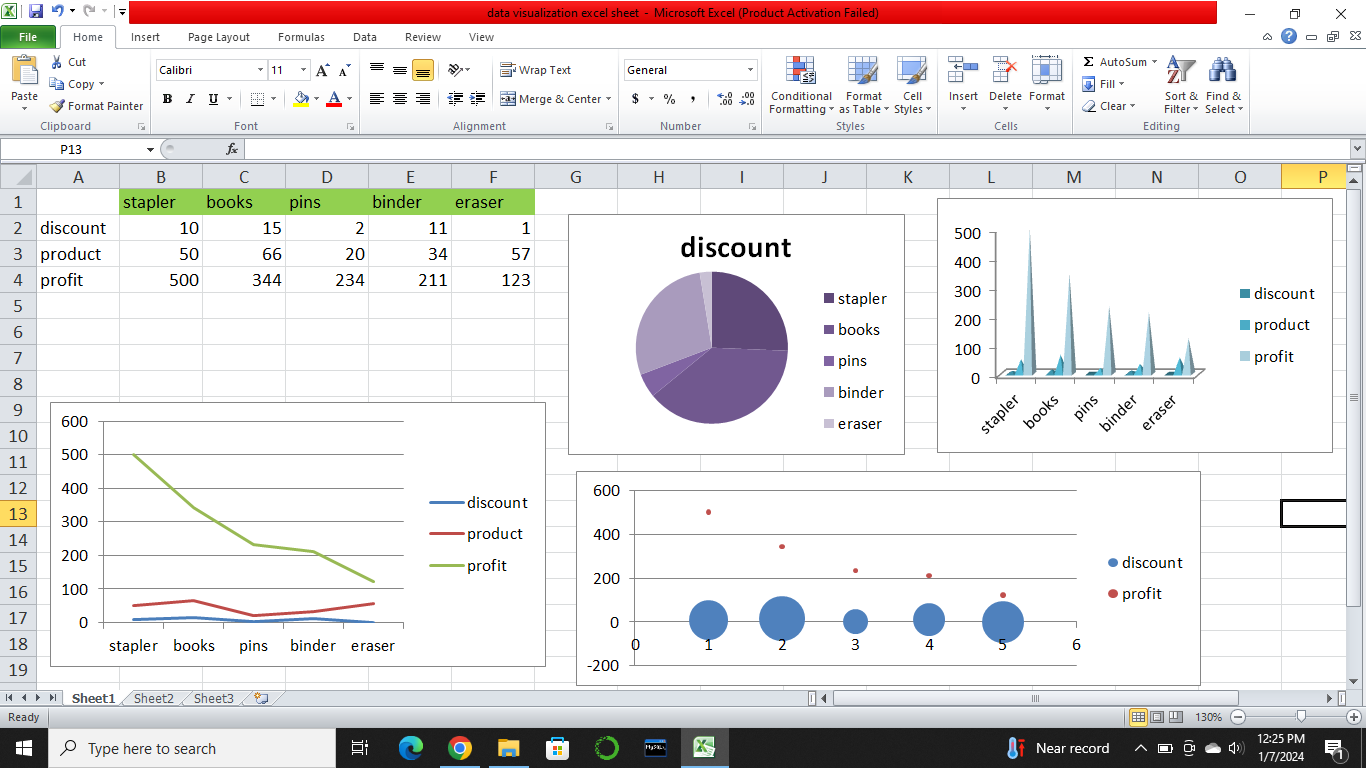 data visualization excel sheet - Microsoft Excel (Product Activation Failed)
File Home Insert Page Layout Formulas Data Review View
Paste Cut Copy Format Painter Clipboard
Calibri 11 B I U A A A Font
Wrap Text Merge & Center Alignment
General $ % , .00 .0 Number
Conditional Formatting Format as Table Cell Styles Styles
Insert Delete Format Cells
Σ AutoSum Fill Clear Sort & Filter Find & Select Editing
P13 fx
A B C D E F G H I J K L M N O P
1 stapler books pins binder eraser
2 discount 10 15 2 11 1
3 product 50 66 20 34 57
4 profit 500 344 234 211 123
5
6
7
8
9
10
11
12
13
14
15
16
17
18
19
discount
stapler
books
pins
binder
eraser
500
400
300
200
100
0
stapler books pins binder eraser
discount
product
profit
600
500
400
300
200
100
0
stapler books pins binder eraser
discount
product
profit
600
400
200
0
-200
0 1 2 3 4 5 6
discount
profit
Sheet1 Sheet2 Sheet3
Ready 130%
Type here to search MySQL Near record 12:25 PM
1/7/2024 1